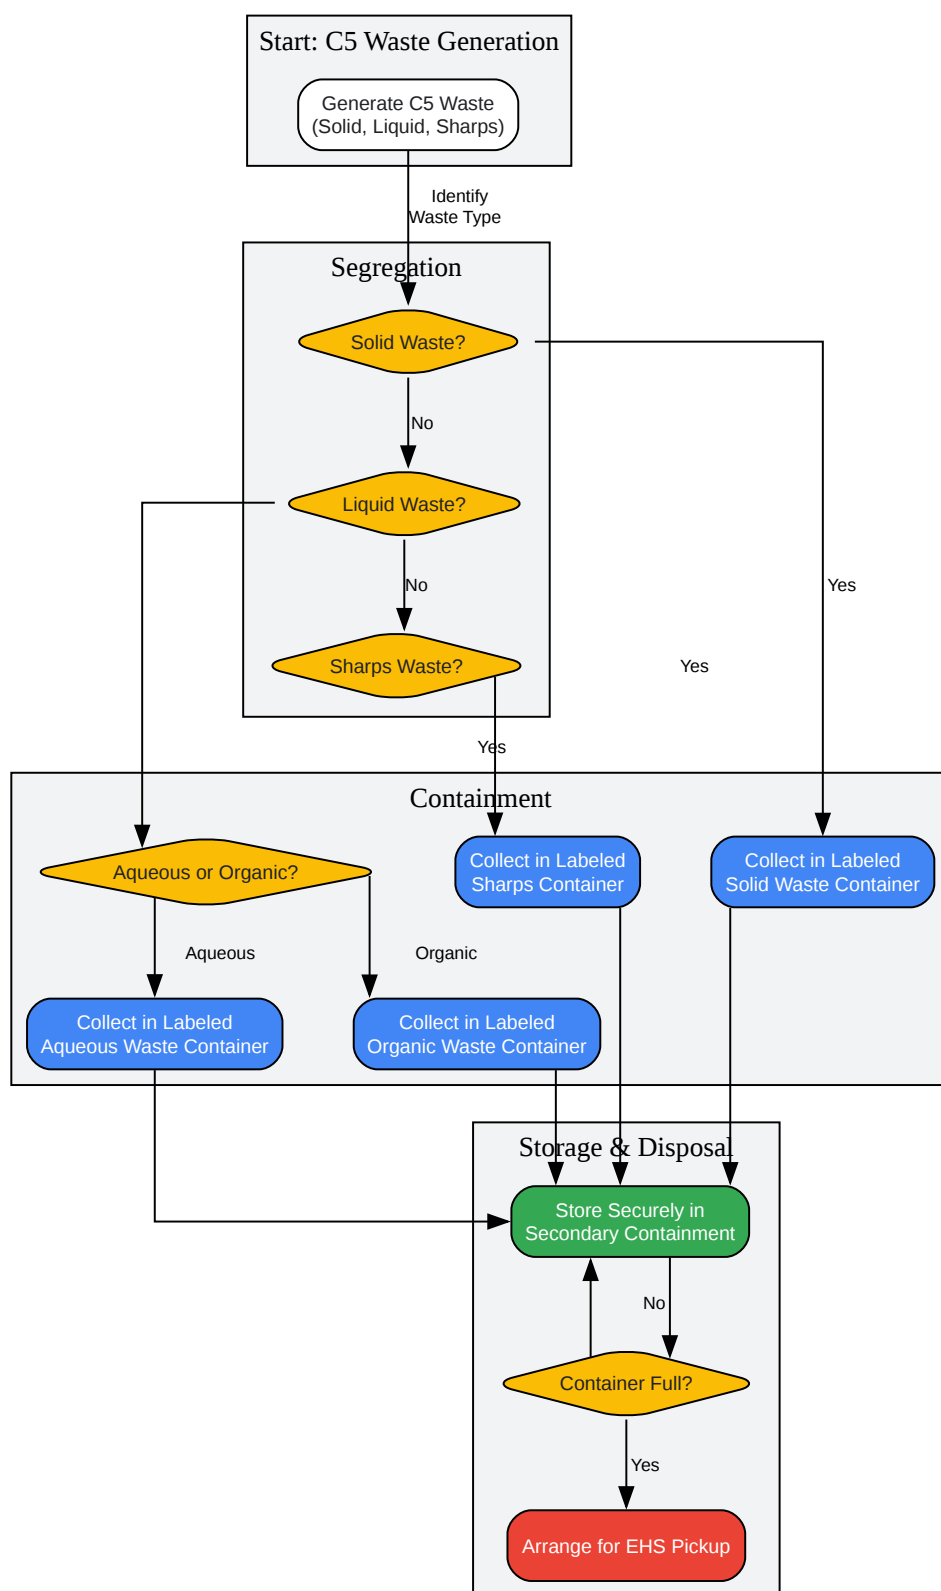 Start: C5 Waste Generation
Generate C5 Waste
(Solid, Liquid, Sharps)
Identify
Waste Type
Segregation
Solid Waste?
No
Liquid Waste?
No
Yes
Sharps Waste?
Yes
Yes
Containment
Aqueous or Organic?
Collect in Labeled
Sharps Container
Collect in Labeled
Solid Waste Container
Aqueous
Organic
Collect in Labeled
Aqueous Waste Container
Collect in Labeled
Organic Waste Container
Storage & Disposal
Store Securely in
Secondary Containment
No
Container Full?
Yes
Arrange for EHS Pickup